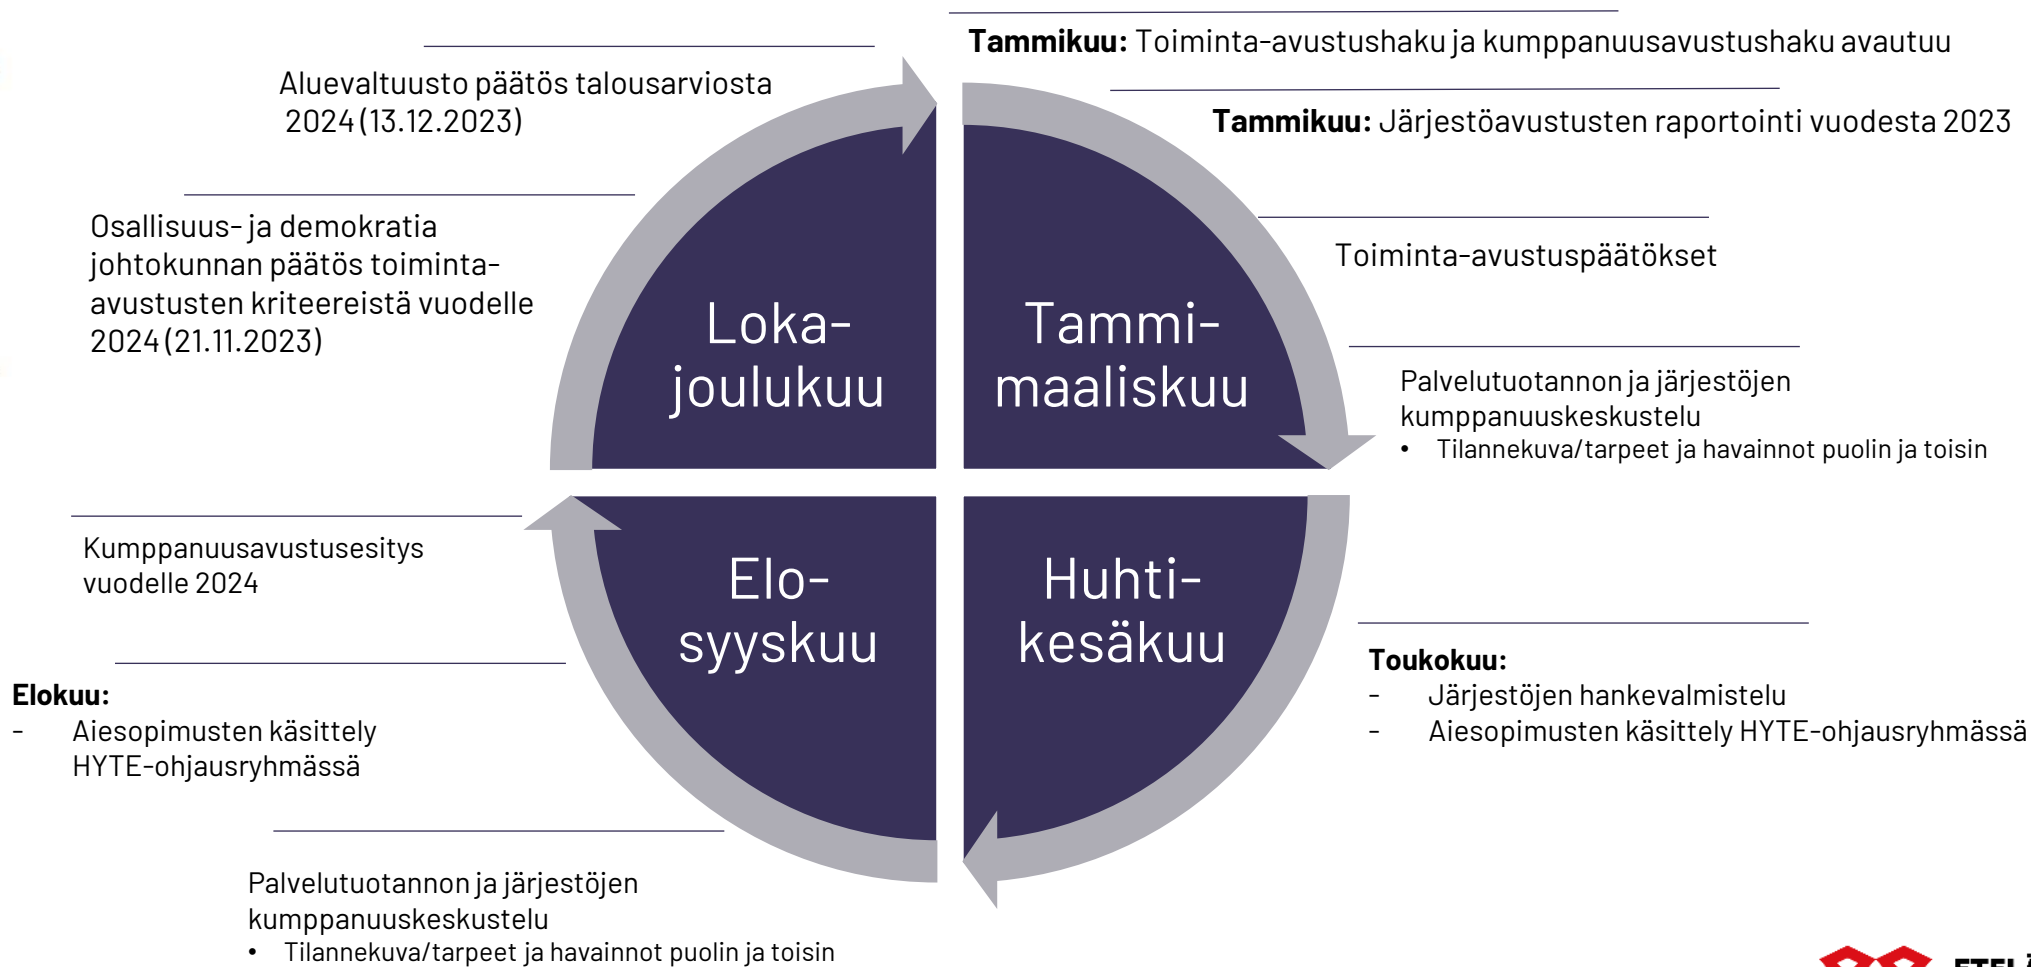 Tammikuu: Toiminta-avustushaku ja kumppanuusavustushaku avautuu
Tammikuu: Järjestöavustusten raportointi vuodesta 2023
Toiminta-avustuspäätökset
Palvelutuotannon ja järjestöjen
kumppanuuskeskustelu
• Tilannekuva/tarpeet ja havainnot puolin ja toisin
Tammi-
maaliskuu
Huhti-
kesäkuu
Toukokuu:
- Järjestöjen hankevalmistelu
- Aiesopimusten käsittely HYTE-ohjausryhmässä
Elo-
syyskuu
Palvelutuotannon ja järjestöjen
kumppanuuskeskustelu
• Tilannekuva/tarpeet ja havainnot puolin ja toisin
Elokuu:
- Aiesopimusten käsittely
HYTE-ohjausryhmässä
Kumppanuusavustusesitys
vuodelle 2024
Loka-
joulukuu
Osallisuus- ja demokratia
johtokunnan päätös toiminta-
avustusten kriteereistä vuodelle
2024 (21.11.2023)
Aluevaltuusto päätös talousarviosta
2024 (13.12.2023)